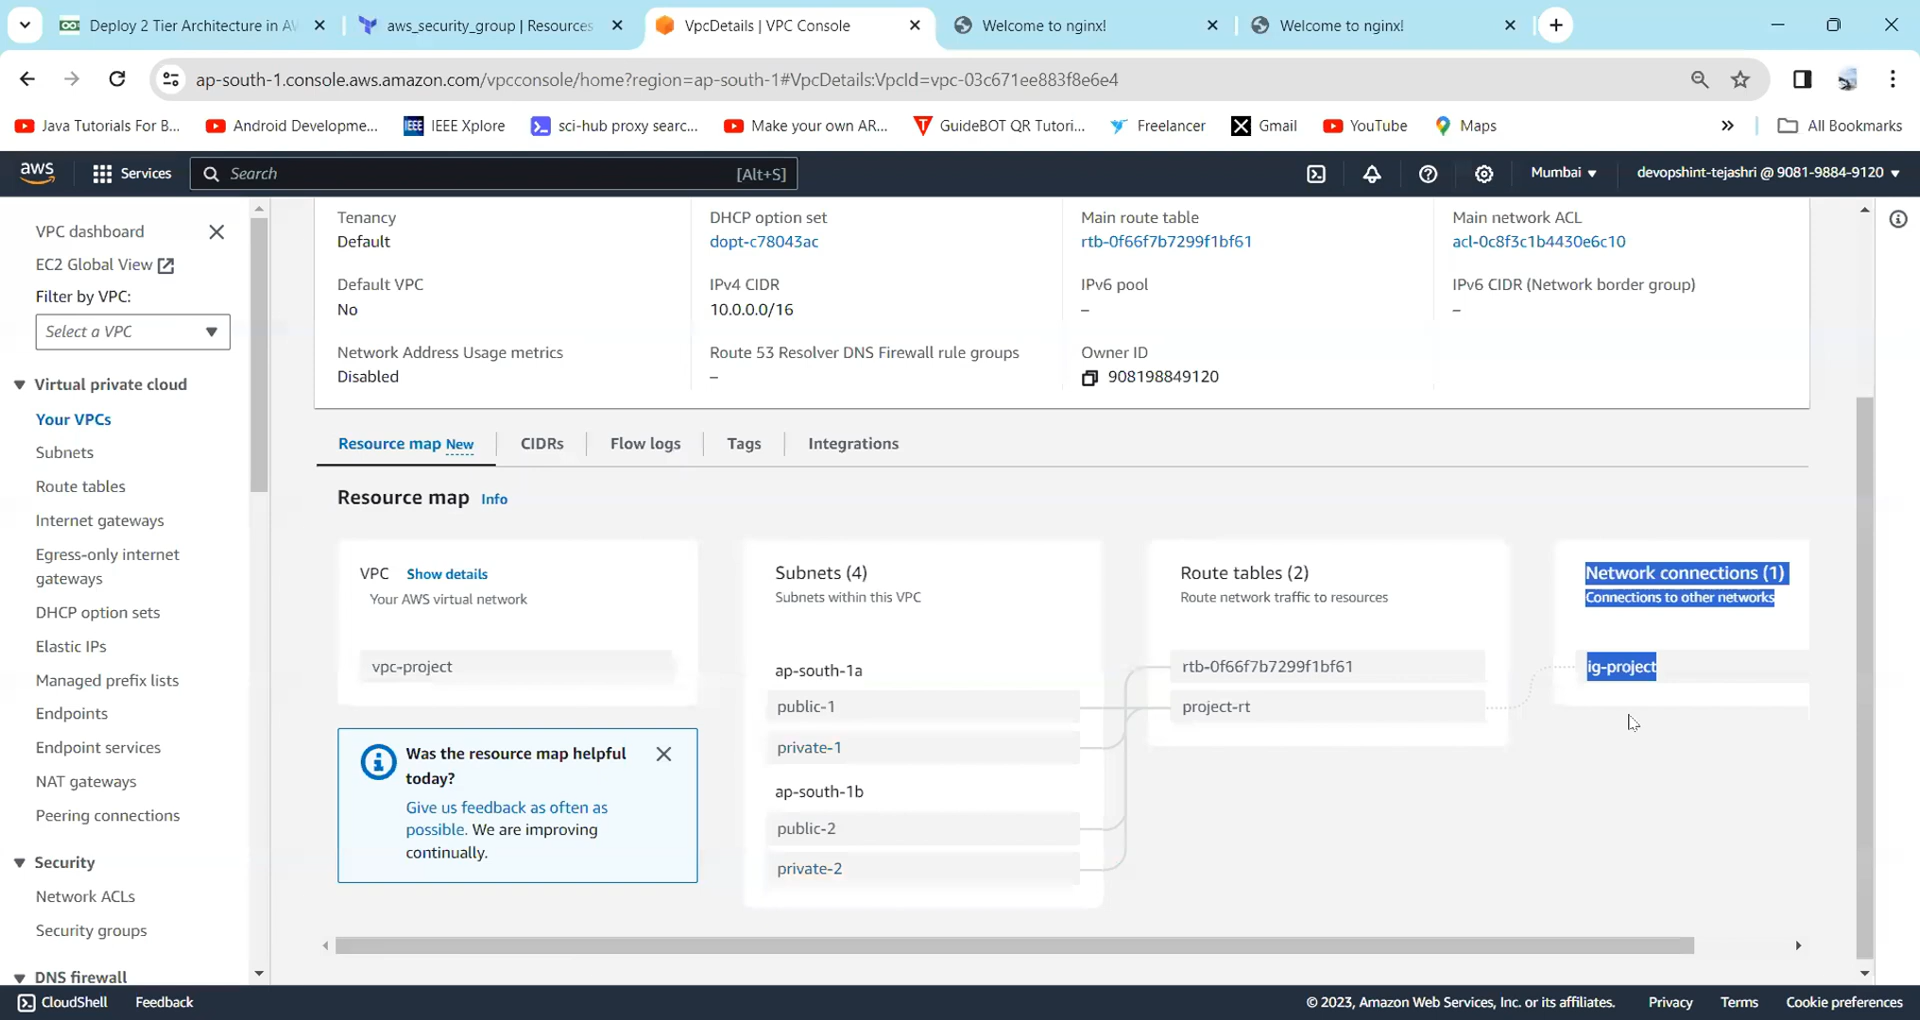 Deploy 2 Tier Architecture in AW
aws_security_group | Resources
VpcDetails | VPC Console
Welcome to nginx!
Welcome to nginx!
ap-south-1.console.aws.amazon.com/vpcconsole/home?region=ap-south-1#VpcDetails:VpcId=vpc-03c671ee883f8e6e4
Java Tutorials For B...
Android Developme...
IEEE
IEEE Xplore
sci-hub proxy searc...
Make your own AR...
GuideBOT QR Tutori...
Freelancer
Gmail
YouTube
Maps
»
All Bookmarks
aws
Services
Search
[Alt+S]
Mumbai
devopshint-tejashri @ 9081-9884-9120
VPC dashboard
EC2 Global View
Filter by VPC:
Select a VPC
Virtual private cloud
Your VPCs
Subnets
Route tables
Internet gateways
Egress-only internet
gateways
DHCP option sets
Elastic IPs
Managed prefix lists
Endpoints
Endpoint services
NAT gateways
Peering connections
Security
Network ACLs
Security groups
DNS firewall
Tenancy
Default
DHCP option set
dopt-c78043ac
Main route table
rtb-0f66f7b7299f1bf61
Main network ACL
acl-0c8f3c1b4430e6c10
Default VPC
No
IPv4 CIDR
10.0.0.0/16
IPv6 pool
–
IPv6 CIDR (Network border group)
–
Network Address Usage metrics
Disabled
Route 53 Resolver DNS Firewall rule groups
–
Owner ID
908198849120
Resource map New
CIDRs
Flow logs
Tags
Integrations
Resource map Info
VPC Show details
Your AWS virtual network
vpc-project
Was the resource map helpful
today?
Give us feedback as often as
possible. We are improving
continually.
Subnets (4)
Subnets within this VPC
ap-south-1a
public-1
private-1
ap-south-1b
public-2
private-2
Route tables (2)
Route network traffic to resources
rtb-0f66f7b7299f1bf61
project-rt
Network connections (1)
Connections to other networks
ig-project
CloudShell
Feedback
© 2023, Amazon Web Services, Inc. or its affiliates.
Privacy
Terms
Cookie preferences